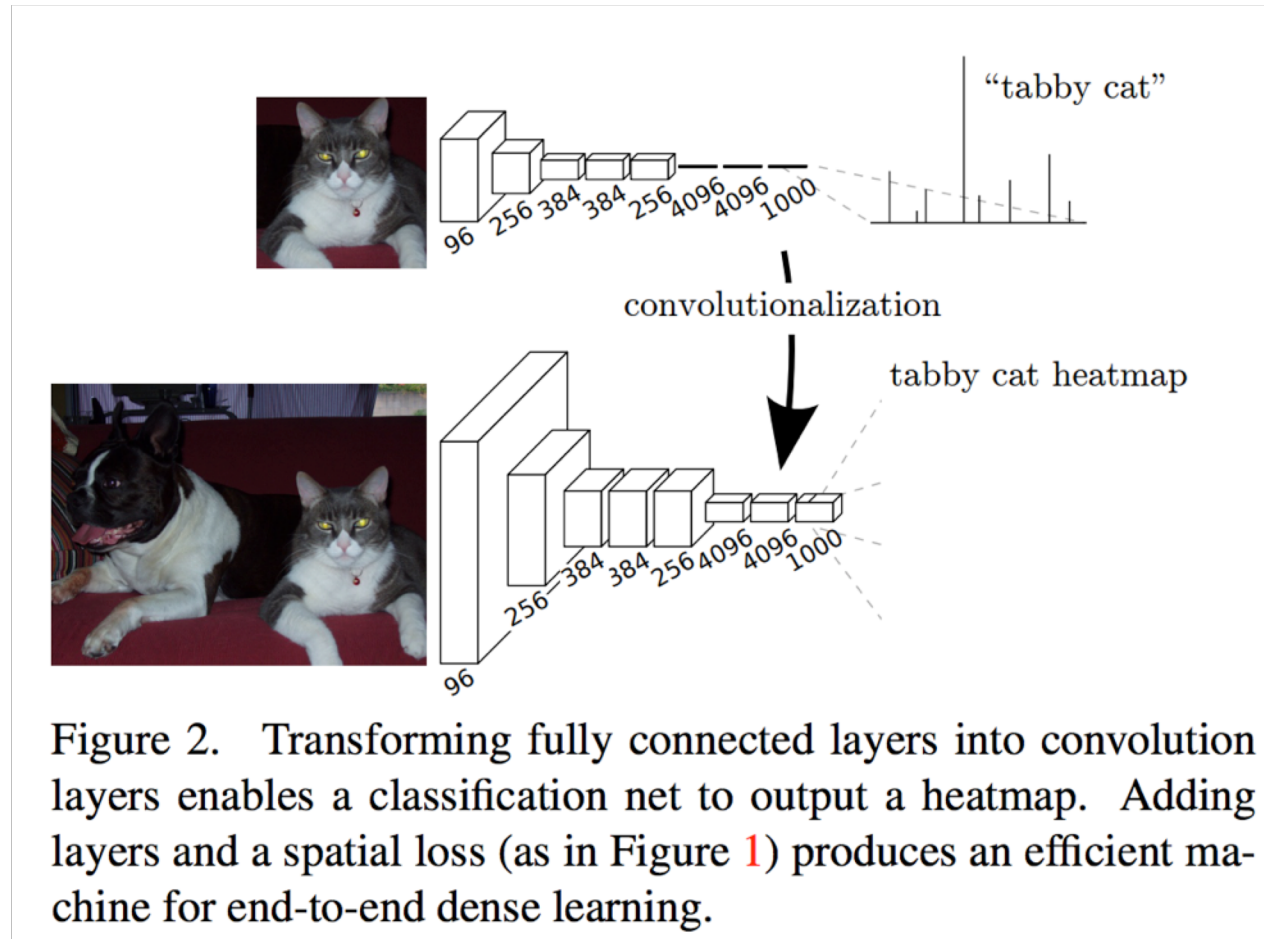 “tabby cat”
96
256
384
384
256
4096
4096
1000
convolutionalization
tabby cat heatmap
96
256
384
384
256
4096
4096
1000
Figure 2. Transforming fully connected layers into convolution
layers enables a classification net to output a heatmap. Adding
layers and a spatial loss (as in Figure 1) produces an efficient ma-
chine for end-to-end dense learning.